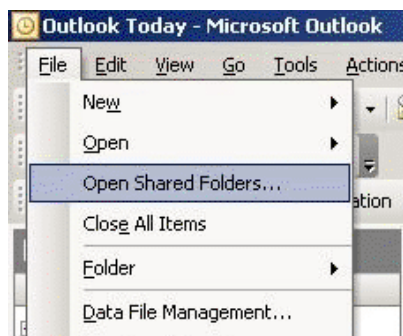 Outlook Today - Microsoft Outlook
File Edit View Go Tools Actions
New
Open
Open Shared Folders...
ation
Close All Items
Folder
Data File Management...